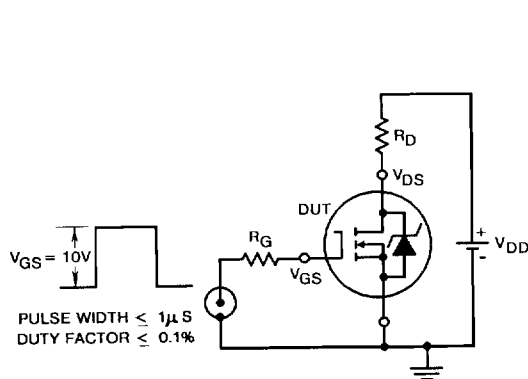 R_D
V_DS
DUT
R_G
V_GS
+
V_DD
-
V_GS = 10V
PULSE WIDTH ≤ 1μS
DUTY FACTOR ≤ 0.1%